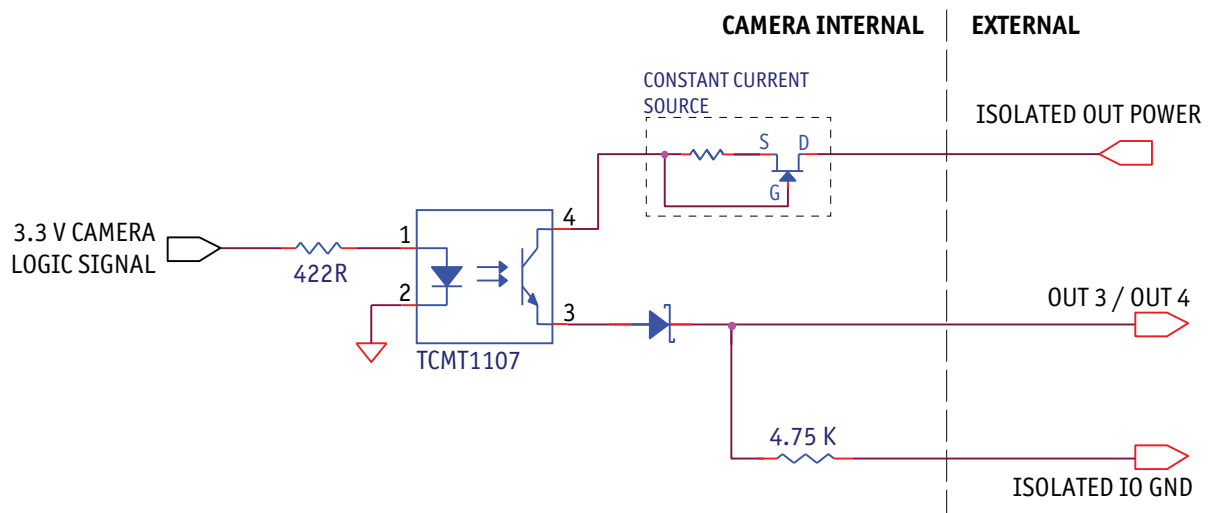 CAMERA INTERNAL
EXTERNAL
CONSTANT CURRENT
SOURCE
S
D
G
ISOLATED OUT POWER
3.3 V CAMERA
LOGIC SIGNAL
422R
1
2
4
3
TCMT1107
OUT 3 / OUT 4
4.75 K
ISOLATED IO GND